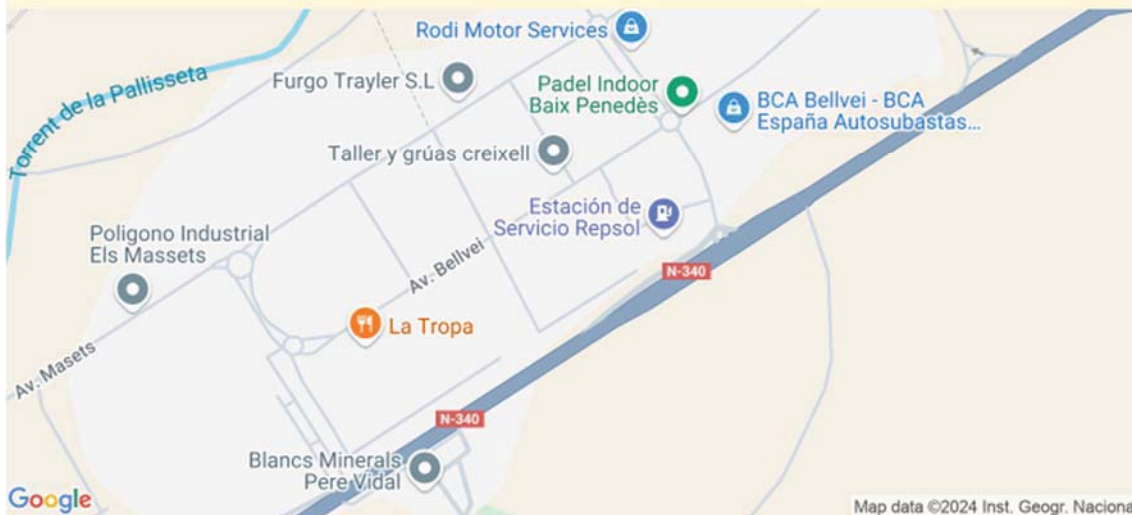 Rodi Motor Services
Torrent de la Pallisseta
Furgo Trayler S.L
Padel Indoor
Baix Penedès
BCA Bellvei - BCA
España Autosubastas...
Taller y grúas creixell
Estación de
Servicio Repsol
Poligono Industrial
Els Massets
Av. Bellvei
N-340
La Tropa
Av. Masets
N-340
Blancs Minerals
Pere Vidal
Google
Map data ©2024 Inst. Geogr. Naciona